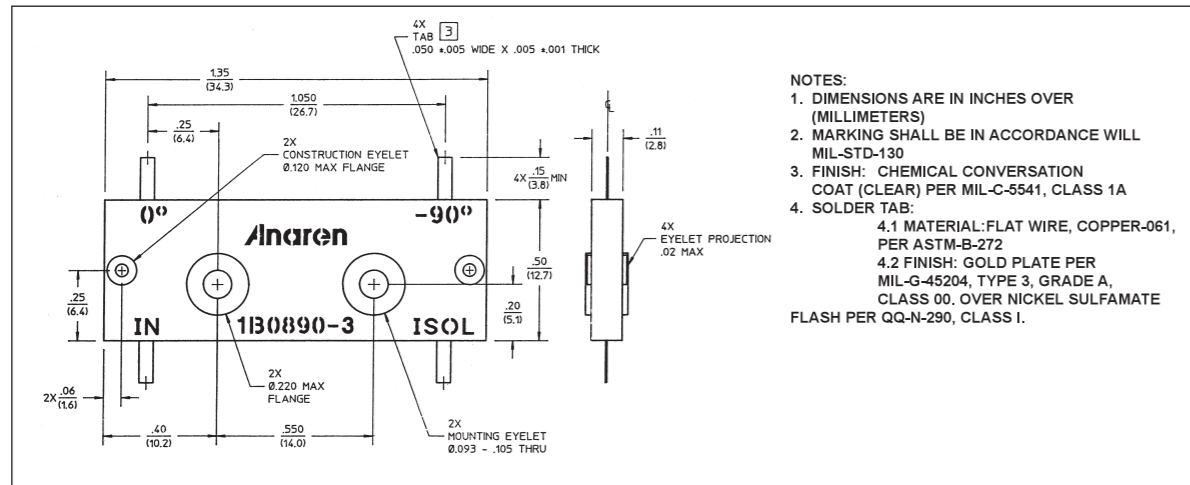 4X
TAB 3
.050 ±.005 WIDE X .005 ±.001 THICK
1.35
(34.3)
1.050
(26.7)
.25
(6.4)
2X
CONSTRUCTION EYELET
Ø.120 MAX FLANGE
4X .15 MIN
(3.8)
0º
-90º
Anaren
.25
(6.4)
.50
(12.7)
.20
(5.1)
IN
1B0890-3
ISOL
2X .06
(1.6)
2X
Ø.220 MAX
FLANGE
.40
(10.2)
.550
(14.0)
2X
MOUNTING EYELET
Ø.093 - .105 THRU
℄
.11
(2.8)
4X
EYELET PROJECTION
.02 MAX
NOTES:
1. DIMENSIONS ARE IN INCHES OVER
(MILLIMETERS)
2. MARKING SHALL BE IN ACCORDANCE WILL
MIL-STD-130
3. FINISH: CHEMICAL CONVERSATION
COAT (CLEAR) PER MIL-C-5541, CLASS 1A
4. SOLDER TAB:
4.1 MATERIAL:FLAT WIRE, COPPER-061,
PER ASTM-B-272
4.2 FINISH: GOLD PLATE PER
MIL-G-45204, TYPE 3, GRADE A,
CLASS 00. OVER NICKEL SULFAMATE
FLASH PER QQ-N-290, CLASS I.